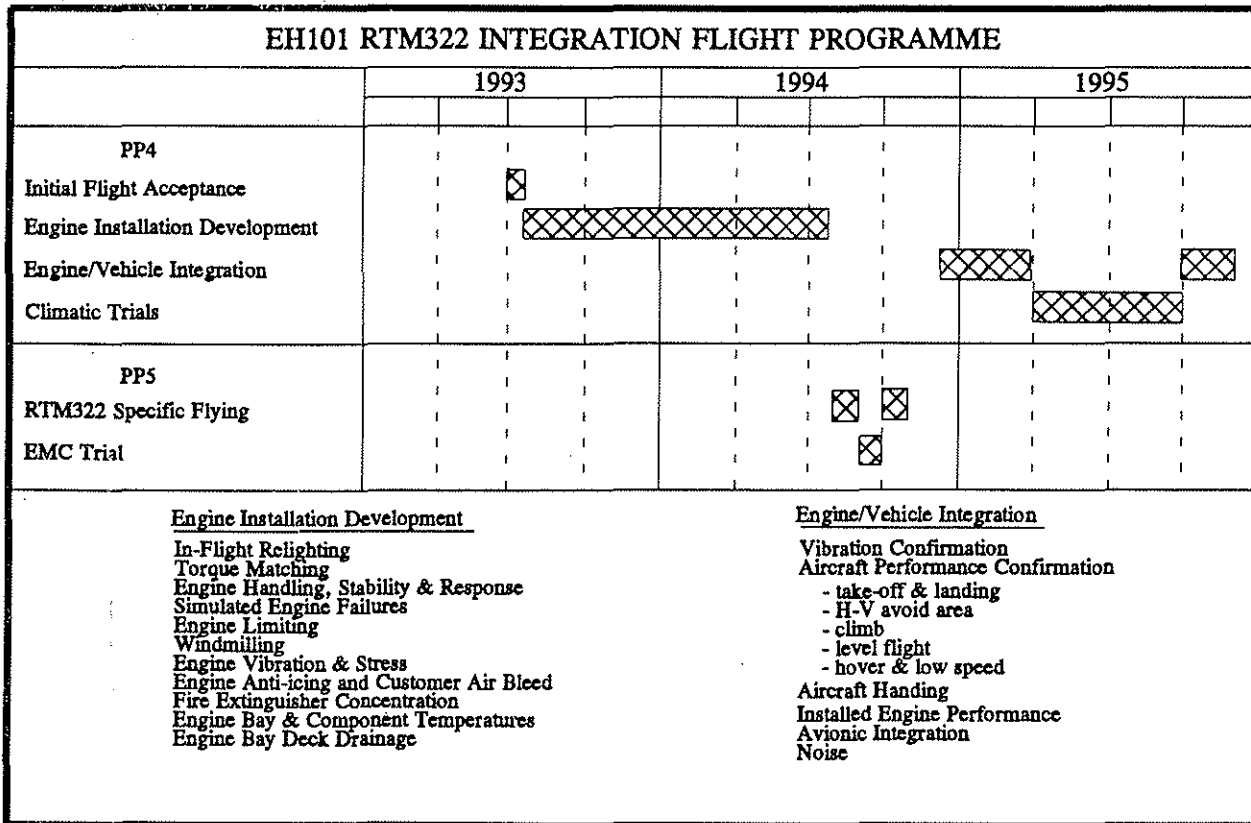 EH101 RTM322 INTEGRATION FLIGHT PROGRAMME
1993 1994 1995
PP4
Initial Flight Acceptance
Engine Installation Development
Engine/Vehicle Integration
Climatic Trials
PP5
RTM322 Specific Flying
EMC Trial
Engine Installation Development
In-Flight Relighting
Torque Matching
Engine Handling, Stability & Response
Simulated Engine Failures
Engine Limiting
Windmilling
Engine Vibration & Stress
Engine Anti-icing and Customer Air Bleed
Fire Extinguisher Concentration
Engine Bay & Component Temperatures
Engine Bay Deck Drainage
Engine/Vehicle Integration
Vibration Confirmation
Aircraft Performance Confirmation
- take-off & landing
- H-V avoid area
- climb
- level flight
- hover & low speed
Aircraft Handing
Installed Engine Performance
Avionic Integration
Noise